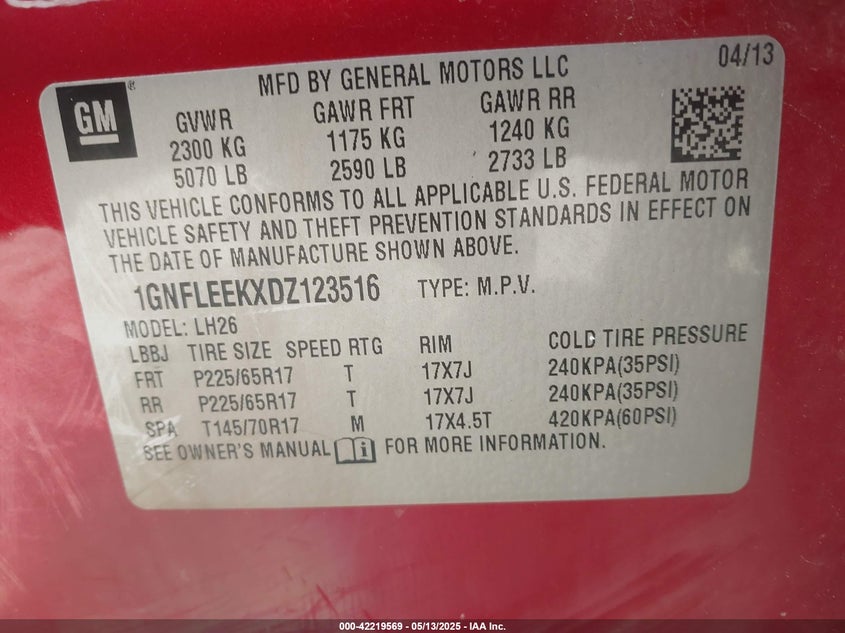 MFD BY GENERAL MOTORS LLC 04/13
GM ®
GVWR GAWR FRT GAWR RR
2300 KG 1175 KG 1240 KG
5070 LB 2590 LB 2733 LB
THIS VEHICLE CONFORMS TO ALL APPLICABLE U.S. FEDERAL MOTOR
VEHICLE SAFETY AND THEFT PREVENTION STANDARDS IN EFFECT ON
THE DATE OF MANUFACTURE SHOWN ABOVE.
1GNFLEEKXDZ123516 TYPE: M.P.V.
MODEL: LH26
LBBJ TIRE SIZE SPEED RTG RIM COLD TIRE PRESSURE
FRT P225/65R17 T 17X7J 240KPA(35PSI)
RR P225/65R17 T 17X7J 240KPA(35PSI)
SPA T145/70R17 M 17X4.5T 420KPA(60PSI)
SEE OWNER'S MANUAL i FOR MORE INFORMATION.
000-42219569 - 05/13/2025 - IAA Inc.